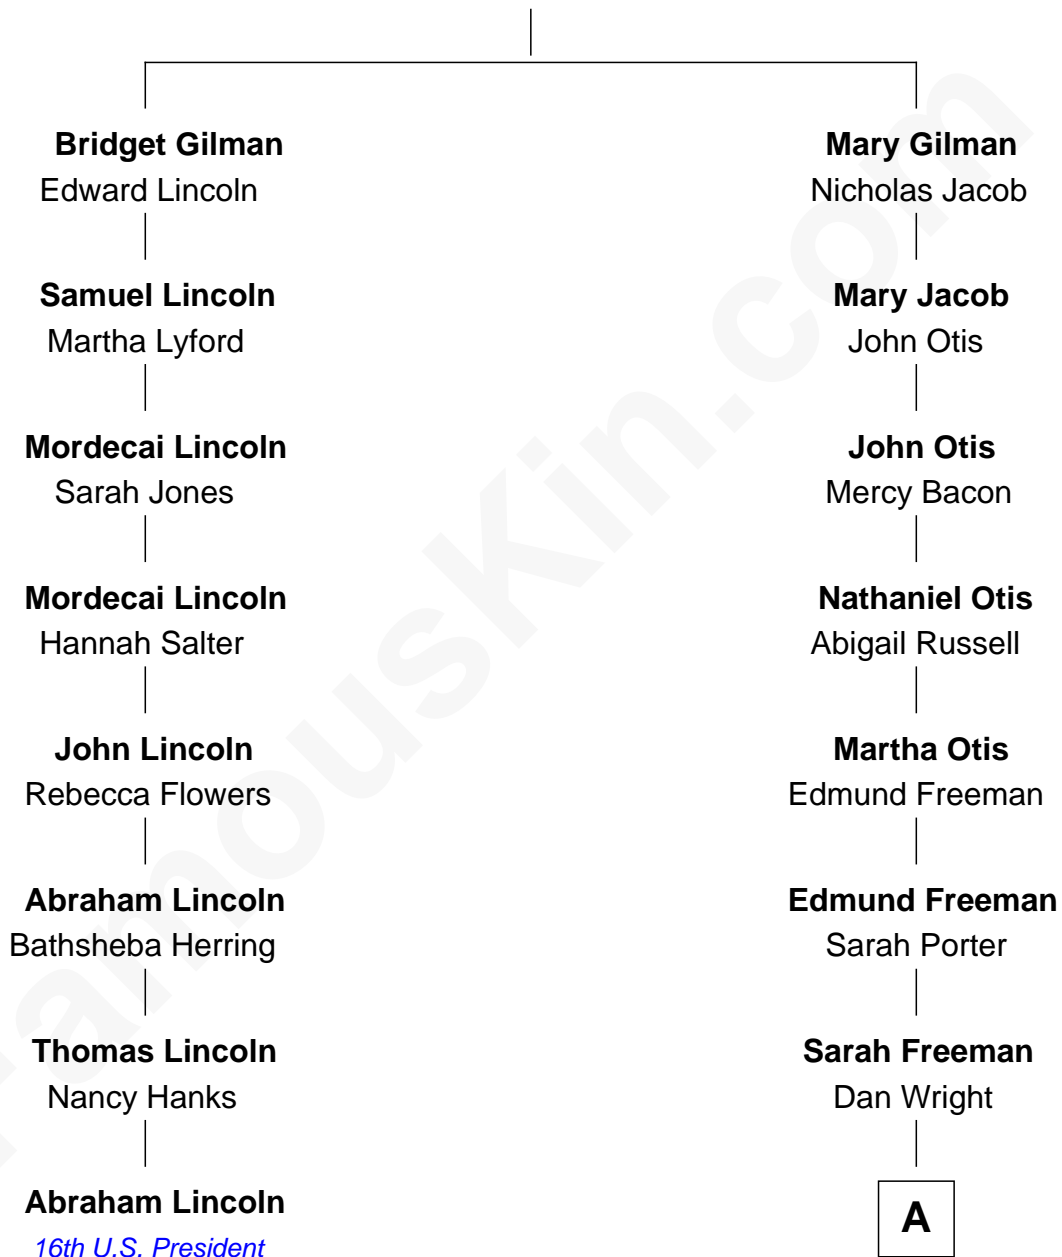 Bridget Gilman
Edward Lincoln
Samuel Lincoln
Martha Lyford
Mordecai Lincoln
Sarah Jones
Mordecai Lincoln
Hannah Salter
John Lincoln
Rebecca Flowers
Abraham Lincoln
Bathsheba Herring
Thomas Lincoln
Nancy Hanks
Abraham Lincoln
16th U.S. President
Mary Gilman
Nicholas Jacob
Mary Jacob
John Otis
John Otis
Mercy Bacon
Nathaniel Otis
Abigail Russell
Martha Otis
Edmund Freeman
Edmund Freeman
Sarah Porter
Sarah Freeman
Dan Wright
A
FamousKin.com